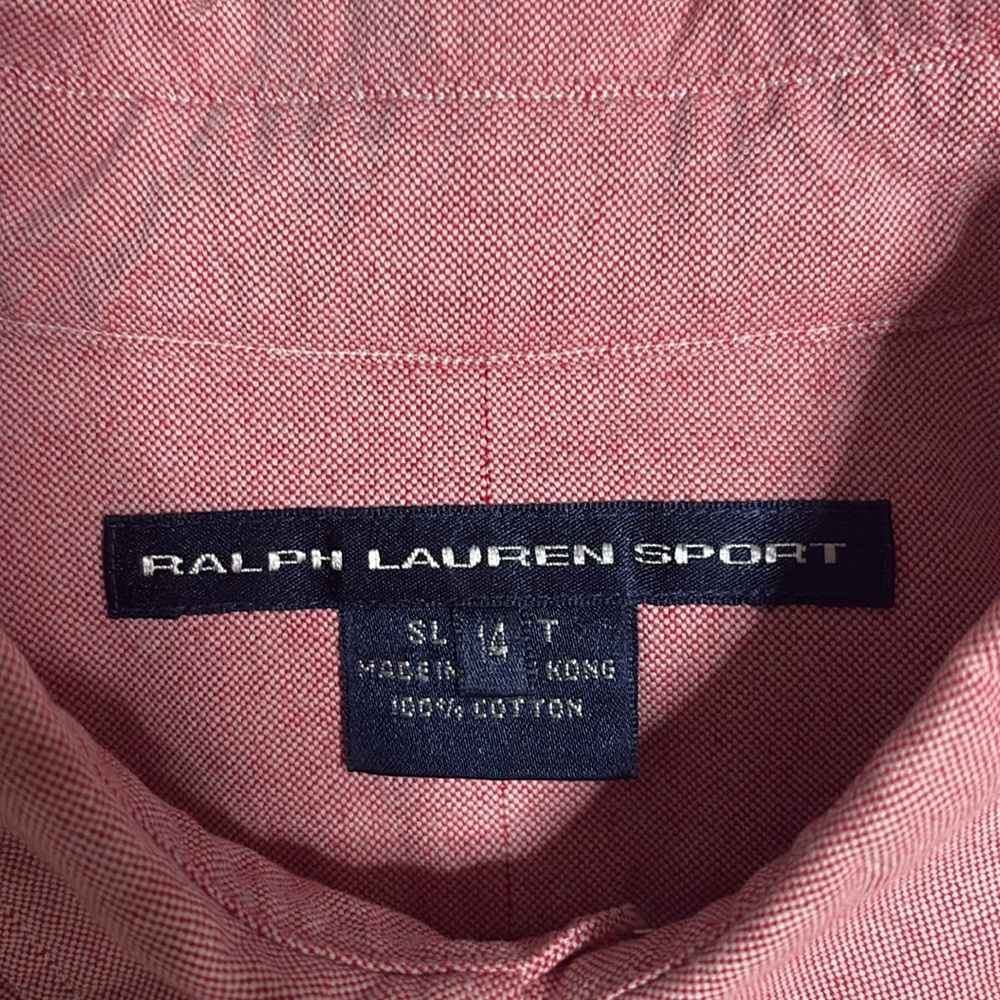 RALPH LAUREN SPORT
SL 14 T
MADE IN KONG
100% COTTON